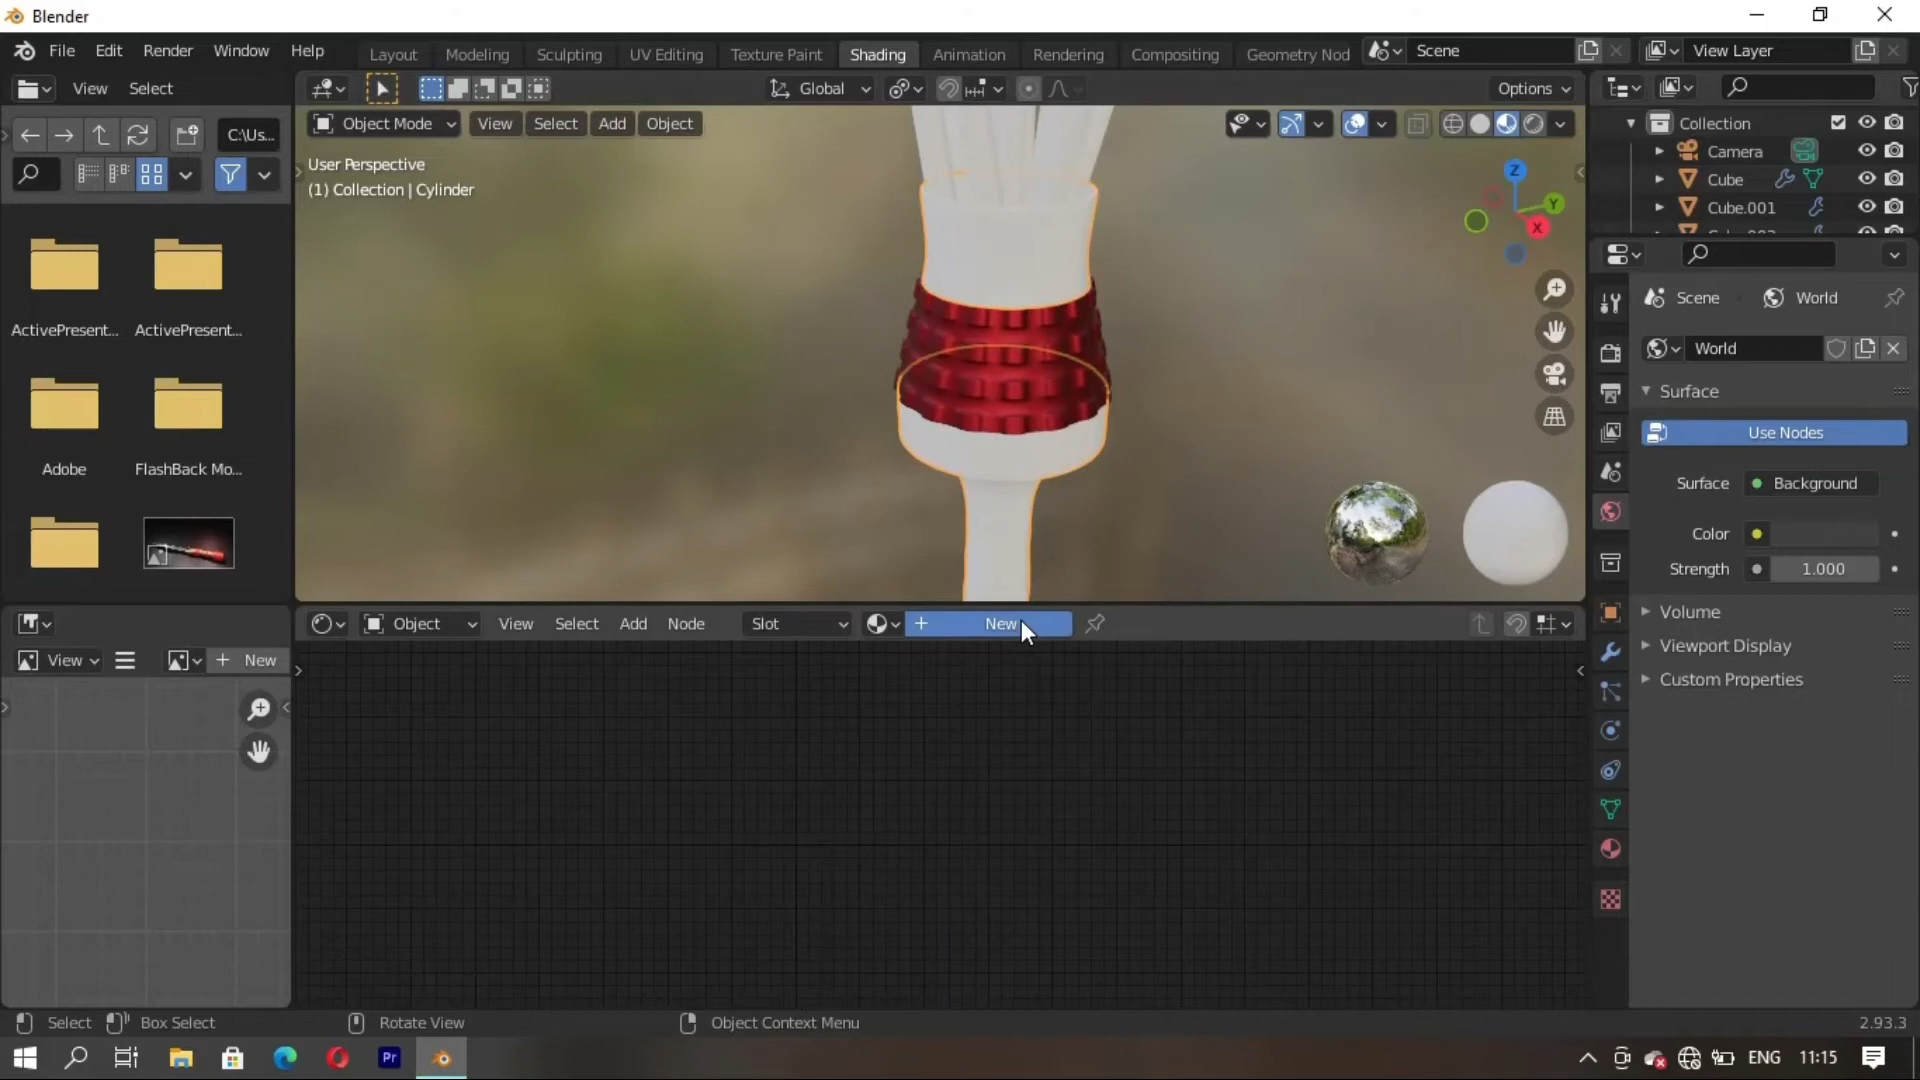 Blender
File Edit Render Window Help
Layout Modeling Sculpting UV Editing Texture Paint Shading Animation Rendering Compositing Geometry Nod
Scene
View Layer
View Select
Global
Options
C:\Us...
Object Mode View Select Add Object
User Perspective
(1) Collection | Cylinder
Z
Y
X
Collection
Camera
Cube
Cube.001
Scene World
World
Surface
Use Nodes
Surface Background
Color
Strength 1.000
Volume
Viewport Display
Custom Properties
ActivePresent... ActivePresent...
Adobe FlashBack Mo...
Object View Select Add Node Slot New
View New
Select Box Select Rotate View Object Context Menu 2.93.3
Pr
ENG 11:15